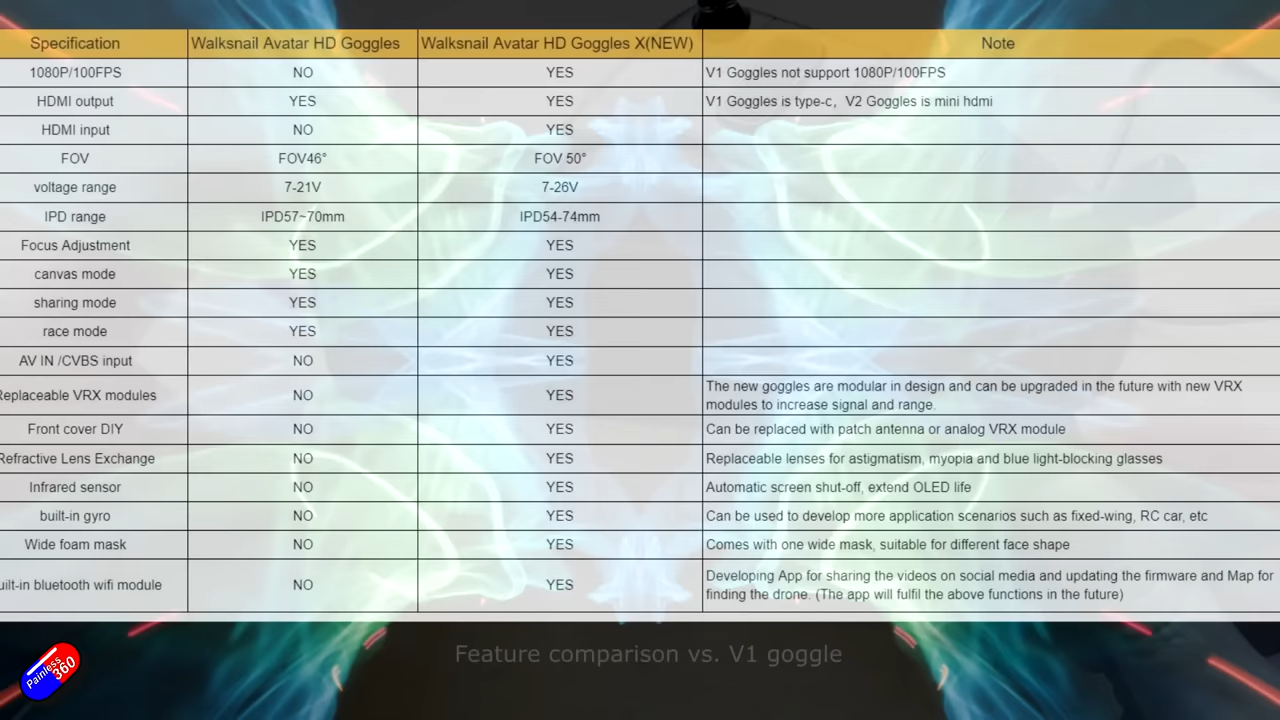 Specification Walksnail Avatar HD Goggles Walksnail Avatar HD Goggles X(NEW) Note
1080P/100FPS NO YES V1 Goggles not support 1080P/100FPS
HDMI output YES YES V1 Goggles is type-c, V2 Goggles is mini hdmi
HDMI input NO YES
FOV FOV46° FOV 50°
voltage range 7-21V 7-26V
IPD range IPD57~70mm IPD54-74mm
Focus Adjustment YES YES
canvas mode YES YES
sharing mode YES YES
race mode YES YES
AV IN /CVBS input NO YES
Replaceable VRX modules NO YES The new goggles are modular in design and can be upgraded in the future with new VRX
modules to increase signal and range.
Front cover DIY NO YES Can be replaced with patch antenna or analog VRX module
Refractive Lens Exchange NO YES Replaceable lenses for astigmatism, myopia and blue light-blocking glasses
Infrared sensor NO YES Automatic screen shut-off, extend OLED life
built-in gyro NO YES Can be used to develop more application scenarios such as fixed-wing, RC car, etc
Wide foam mask NO YES Comes with one wide mask, suitable for different face shape
uilt-in bluetooth wifi module NO YES Developing App for sharing the videos on social media and updating the firmware and Map for
finding the drone. (The app will fulfil the above functions in the future)
Feature comparison vs. V1 goggle
Painless
360